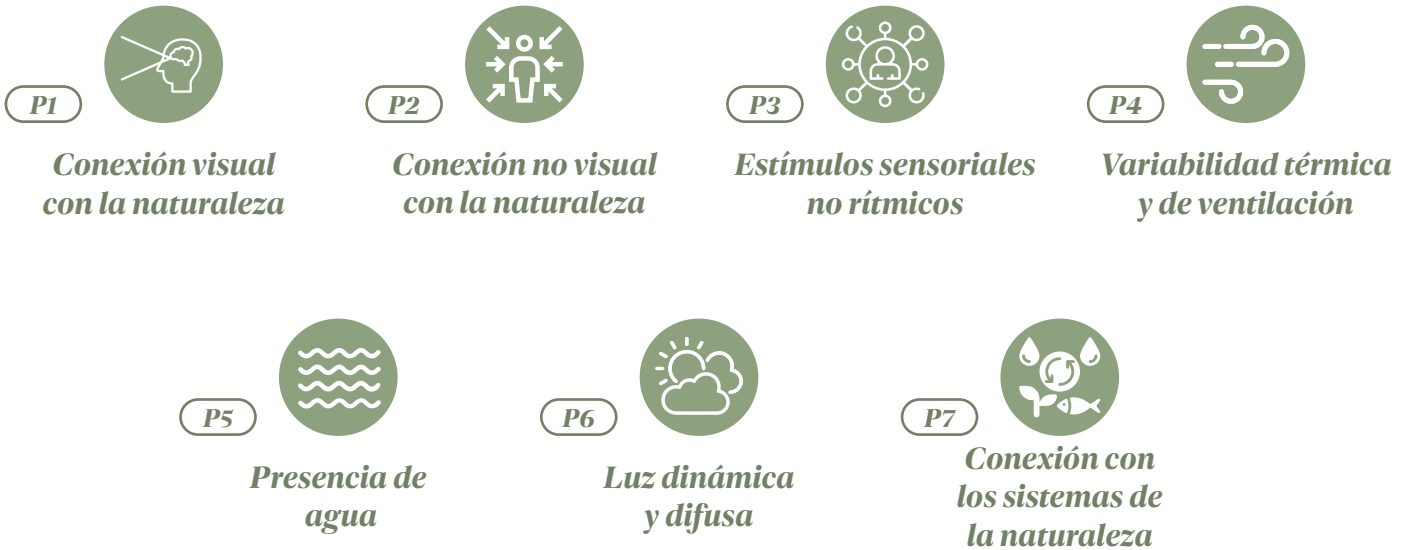 P1
Conexión visual
con la naturaleza
P2
Conexión no visual
con la naturaleza
P3
Estímulos sensoriales
no rítmicos
P4
Variabilidad térmica
y de ventilación
P5
Presencia de
agua
P6
Luz dinámica
y difusa
P7
Conexión con
los sistemas de
la naturaleza